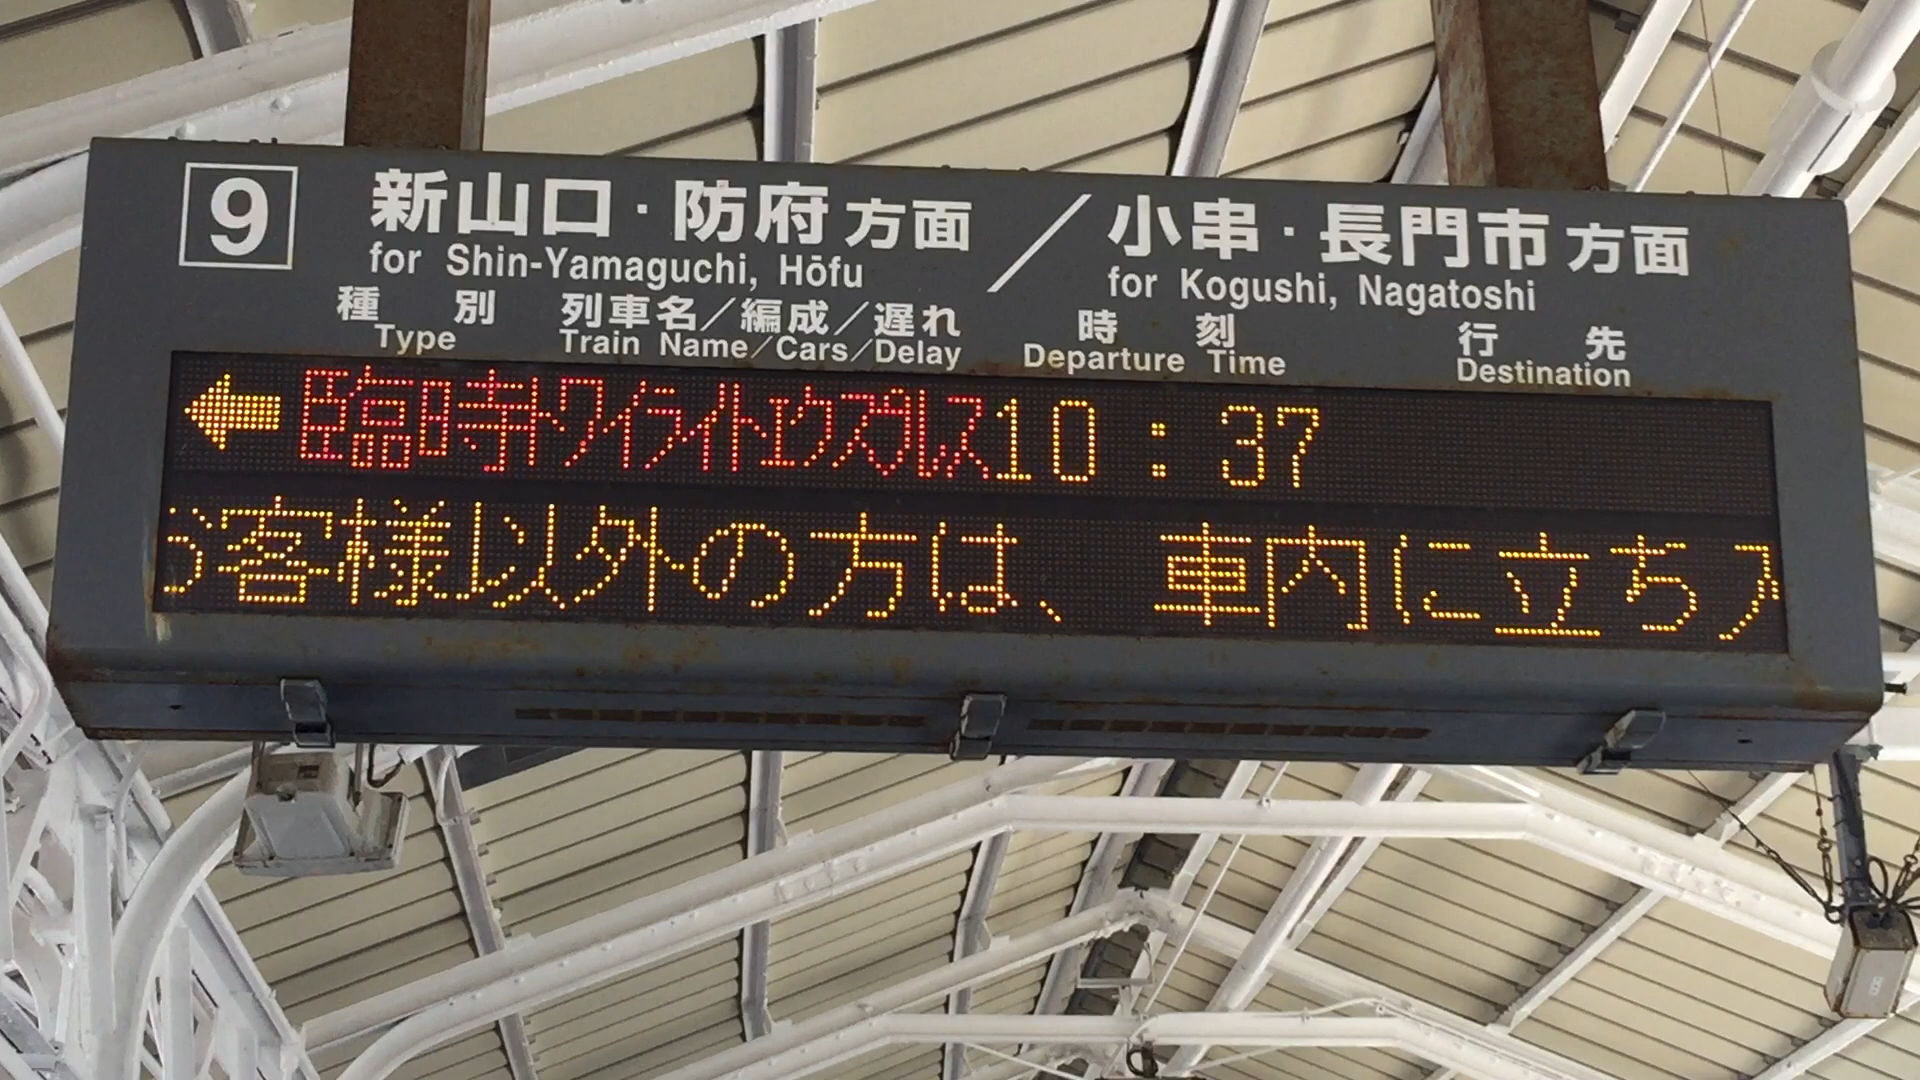 9 新山口・防府方面／小串・長門市方面
for Shin-Yamaguchi, Hōfu for Kogushi, Nagatoshi
種別 列車名／編成／遅れ 時刻 行先
Type Train Name／Cars／Delay Departure Time Destination
← 臨時 トワイライトエクスプレス 10:37
客様以外の方は、車内に立ち入